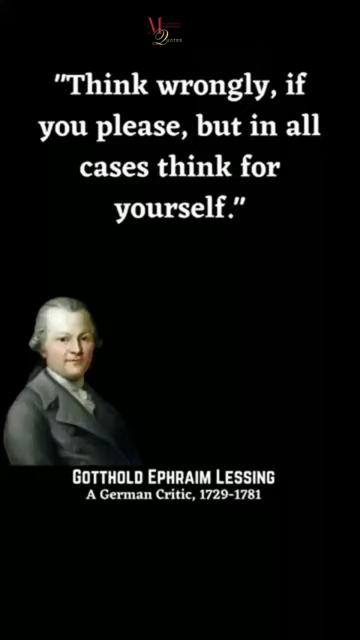 Quotes
"Think wrongly, if
you please, but in all
cases think for
yourself."
GOTTHOLD EPHRAIM LESSING
A German Critic, 1729-1781